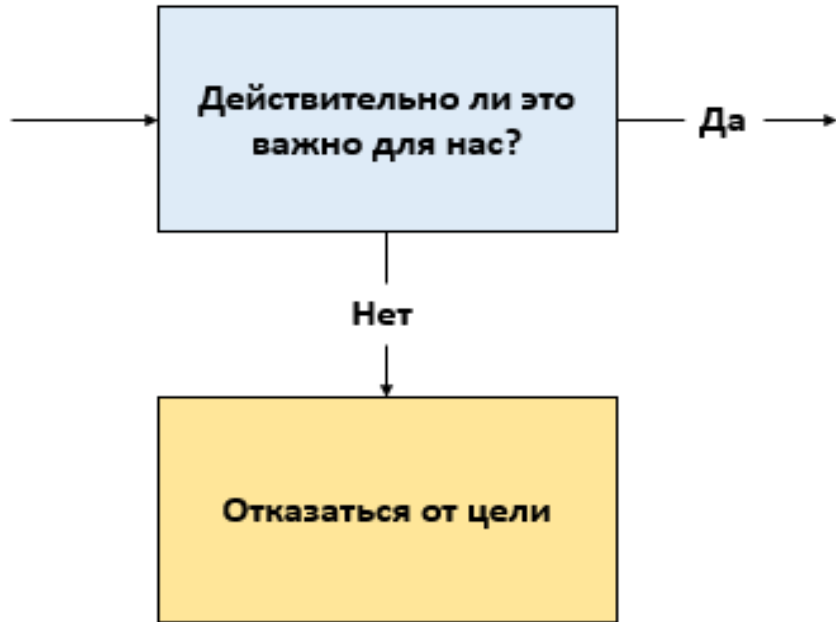 Действительно ли это
важно для нас?
Да
Нет
Отказаться от цели